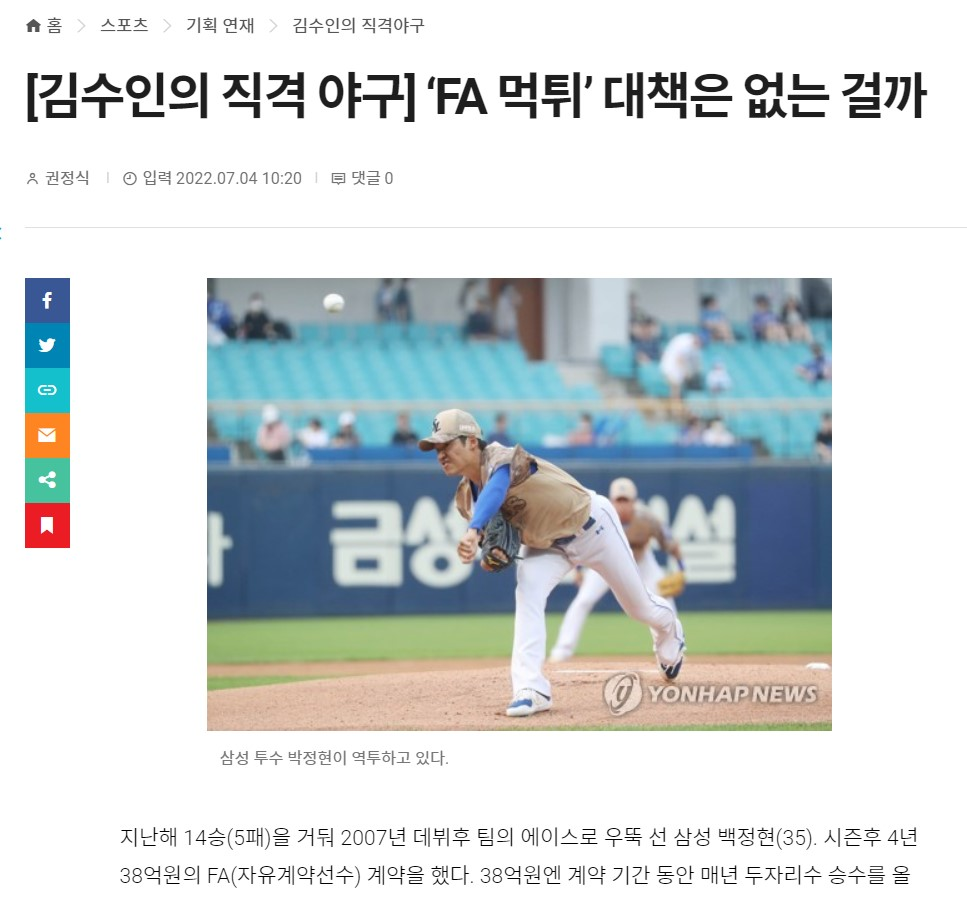 홈 스포츠 기획 연재 김수인의 직격야구
[김수인의 직격 야구] ‘FA 먹튀’ 대책은 없는 걸까
권정식 입력 2022.07.04 10:20 댓글 0
금성 설
YONHAP NEWS
삼성 투수 박정현이 역투하고 있다.
지난해 14승(5패)을 거둬 2007년 데뷔후 팀의 에이스로 우뚝 선 삼성 백정현(35). 시즌후 4년
38억원의 FA(자유계약선수) 계약을 했다. 38억원엔 계약 기간 동안 매년 두자리수 승수를 올